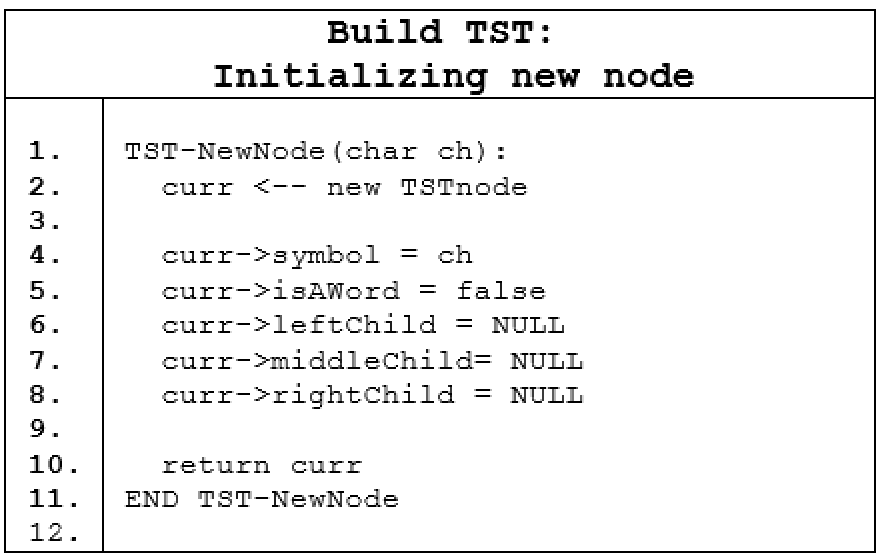 Build TST:
Initializing new node
1. TST-NewNode(char ch):
2. curr <-- new TSTnode
3.
4. curr->symbol = ch
5. curr->isAWord = false
6. curr->leftChild = NULL
7. curr->middleChild= NULL
8. curr->rightChild = NULL
9.
10. return curr
11. END TST-NewNode
12.